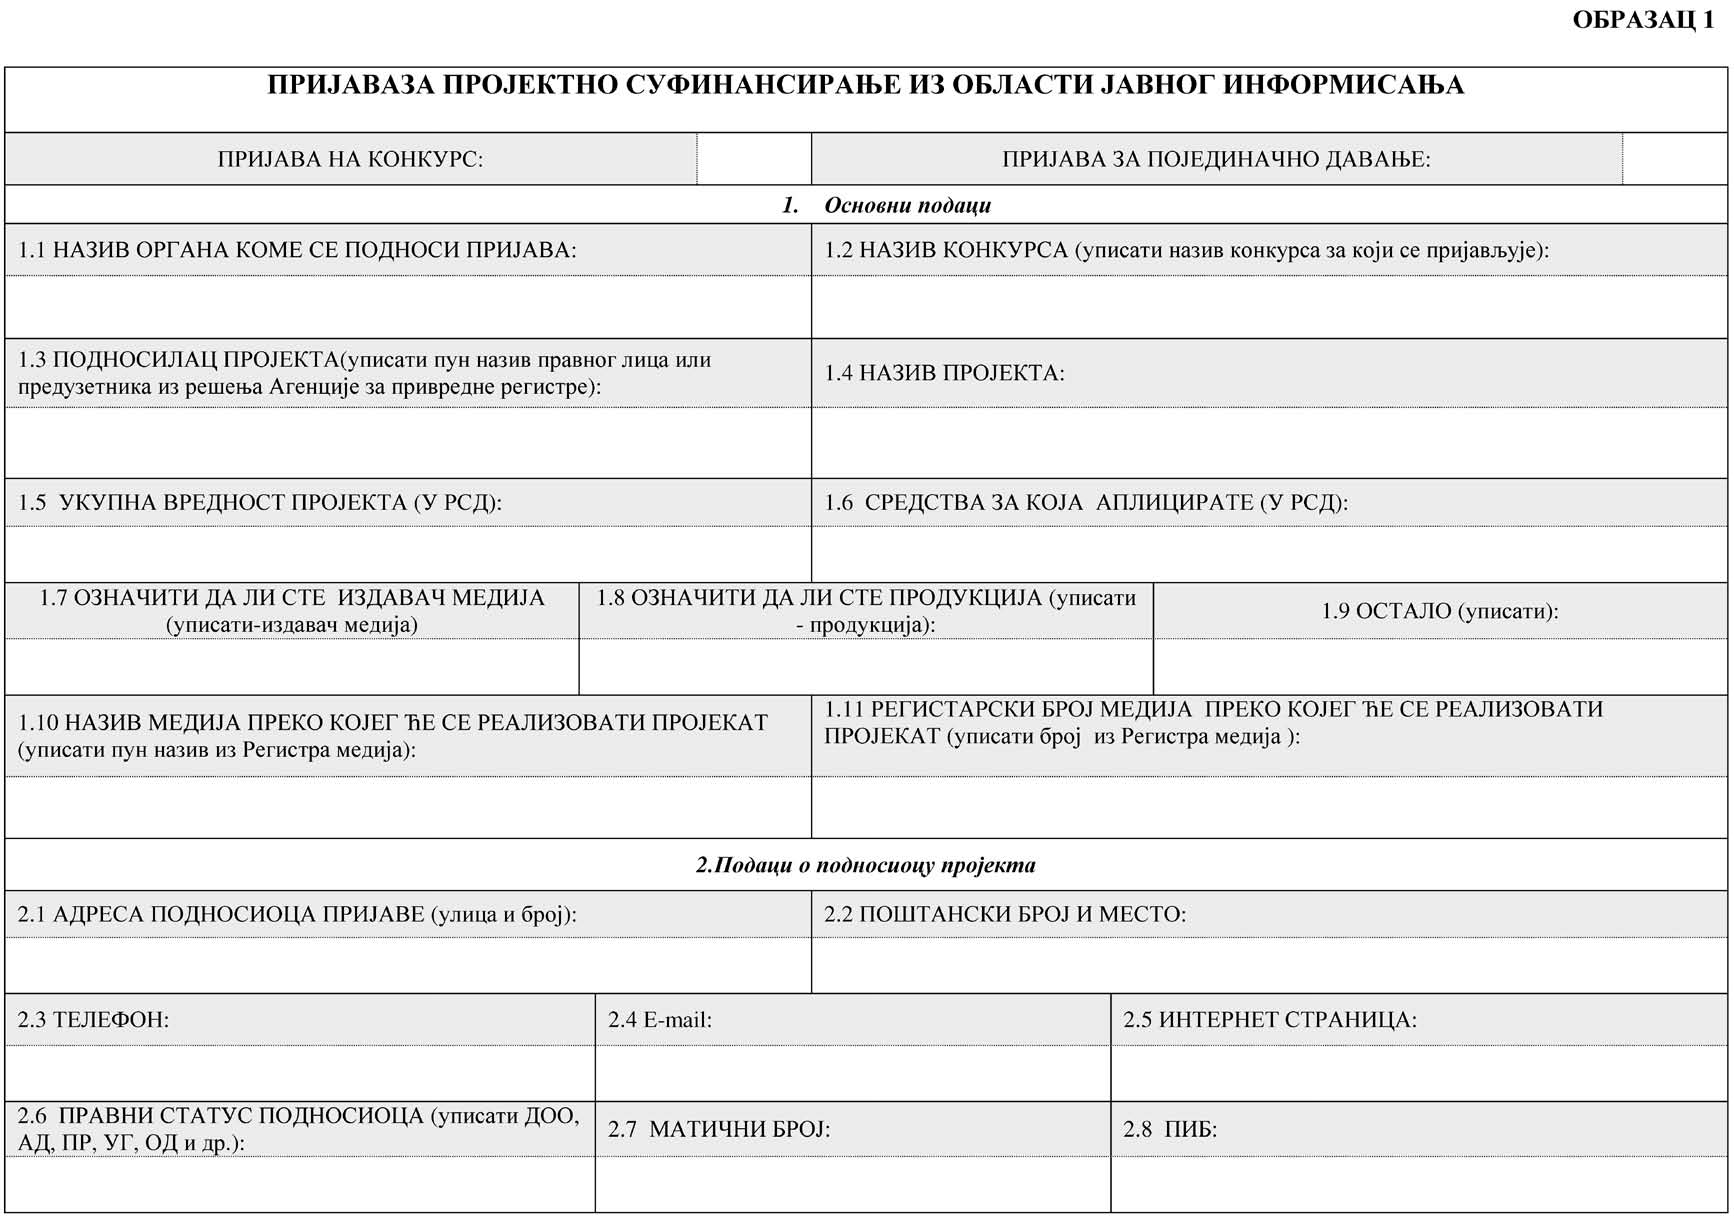 ОБРАЗАЦ 1
ПРИЈАВАЗА ПРОЈЕКТНО СУФИНАНСИРАЊЕ ИЗ ОБЛАСТИ ЈАВНОГ ИНФОРМИСАЊА
ПРИЈАВА НА КОНКУРС:
ПРИЈАВА ЗА ПОЈЕДИНАЧНО ДАВАЊЕ:
1. Основни подаци
1.1 НАЗИВ ОРГАНА КОМЕ СЕ ПОДНОСИ ПРИЈАВА:
1.2 НАЗИВ КОНКУРСА (уписати назив конкурса за који се пријављује):
1.3 ПОДНОСИЛАЦ ПРОЈЕКТА(уписати пун назив правног лица или
предузетника из решења Агенције за привредне регистре):
1.4 НАЗИВ ПРОЈЕКТА:
1.5 УКУПНА ВРЕДНОСТ ПРОЈЕКТА (У РСД):
1.6 СРЕДСТВА ЗА КОЈА АПЛИЦИРАТЕ (У РСД):
1.7 ОЗНАЧИТИ ДА ЛИ СТЕ ИЗДАВАЧ МЕДИЈА
(уписати-издавач медија)
1.8 ОЗНАЧИТИ ДА ЛИ СТЕ ПРОДУКЦИЈА (уписати
- продукција):
1.9 ОСТАЛО (уписати):
1.10 НАЗИВ МЕДИЈА ПРЕКО КОЈЕГ ЋЕ СЕ РЕАЛИЗОВАТИ ПРОЈЕКАТ
(уписати пун назив из Регистра медија):
1.11 РЕГИСТАРСКИ БРОЈ МЕДИЈА ПРЕКО КОЈЕГ ЋЕ СЕ РЕАЛИЗОВАТИ
ПРОЈЕКАТ (уписати број из Регистра медија ):
2.Подаци о подносиоцу пројекта
2.1 АДРЕСА ПОДНОСИОЦА ПРИЈАВЕ (улица и број):
2.2 ПОШТАНСКИ БРОЈ И МЕСТО:
2.3 ТЕЛЕФОН:
2.4 E-mail:
2.5 ИНТЕРНЕТ СТРАНИЦА:
2.6 ПРАВНИ СТАТУС ПОДНОСИОЦА (уписати ДОО,
АД, ПР, УГ, ОД и др.):
2.7 МАТИЧНИ БРОЈ:
2.8 ПИБ: